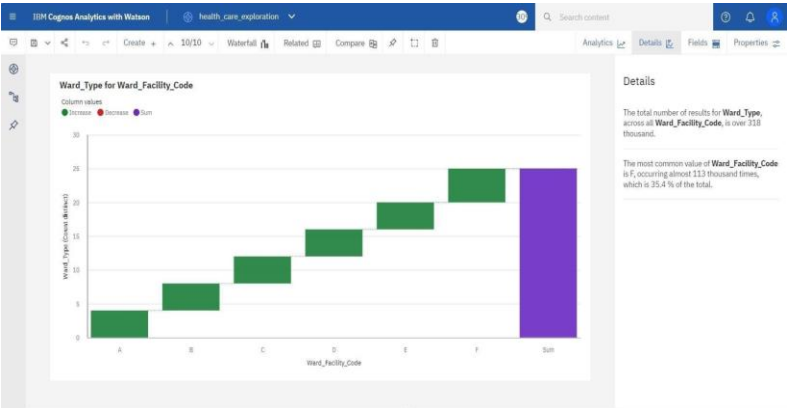 IBM Cognos Analytics with Watson
health_care_exploration
Search content
Create +
10/10
Waterfall
Related
Compare
Analytics
Details
Fields
Properties
Ward_Type for Ward_Facility_Code
Column values
Increase
Decrease
Sum
Ward_Type (Count distinct)
30
25
20
15
10
5
0
A
B
C
D
E
F
Sum
Ward_Facility_Code
Details
The total number of results for Ward_Type,
across all Ward_Facility_Code, is over 318
thousand.
The most common value of Ward_Facility_Code
is F, occurring almost 113 thousand times,
which is 35.4 % of the total.